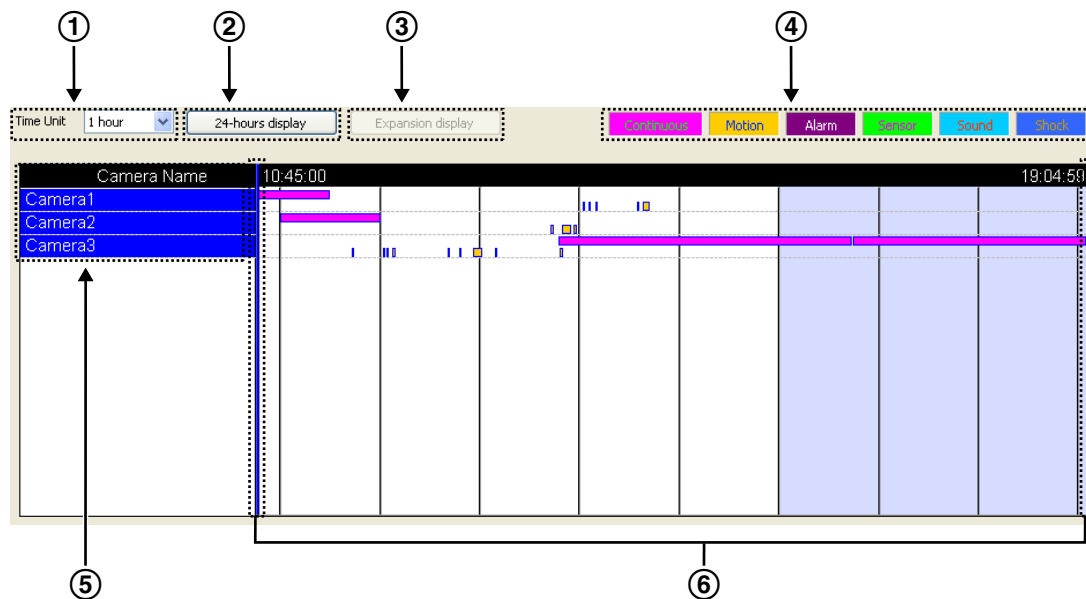 ① ② ③ ④
Time Unit 1 hour 24-hours display Expansion display Continuous Motion Alarm Sensor Sound Shock
Camera Name 10:45:00 19:04:59
Camera1
Camera2
Camera3
⑤ ⑥